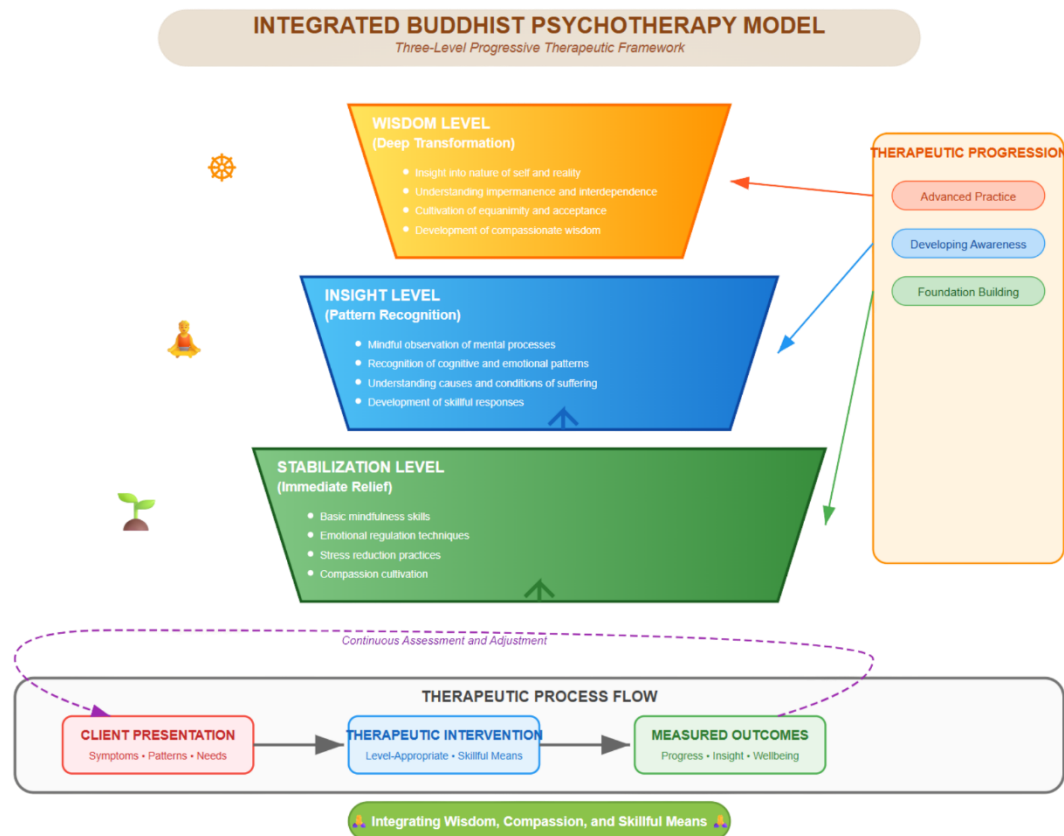 INTEGRATED BUDDHIST PSYCHOTHERAPY MODEL
Three-Level Progressive Therapeutic Framework
WISDOM LEVEL
(Deep Transformation)
Insight into nature of self and reality
Understanding impermanence and interdependence
Cultivation of equanimity and acceptance
Development of compassionate wisdom
THERAPEUTIC PROGRESSION
Advanced Practice
Developing Awareness
Foundation Building
INSIGHT LEVEL
(Pattern Recognition)
Mindful observation of mental processes
Recognition of cognitive and emotional patterns
Understanding causes and conditions of suffering
Development of skillful responses
STABILIZATION LEVEL
(Immediate Relief)
Basic mindfulness skills
Emotional regulation techniques
Stress reduction practices
Compassion cultivation
Continuous Assessment and Adjustment
THERAPEUTIC PROCESS FLOW
CLIENT PRESENTATION
Symptoms • Patterns • Needs
THERAPEUTIC INTERVENTION
Level-Appropriate • Skillful Means
MEASURED OUTCOMES
Progress • Insight • Wellbeing
Integrating Wisdom, Compassion, and Skillful Means